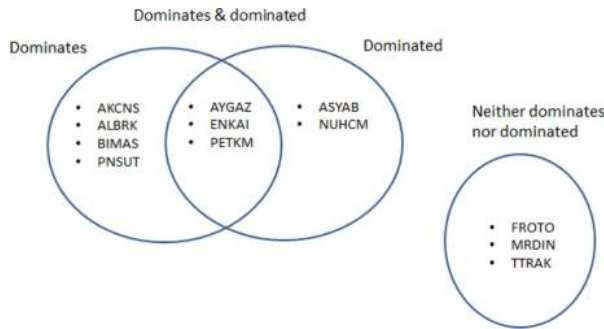 Dominates & dominated
Dominates
Dominated
• AKCNS
• ALBRK
• BIMAS
• PNSUT
• AYGAZ
• ENKAI
• PETKM
• ASYAB
• NUHCM
Neither dominates
nor dominated
• FROTO
• MRDIN
• TTRAK